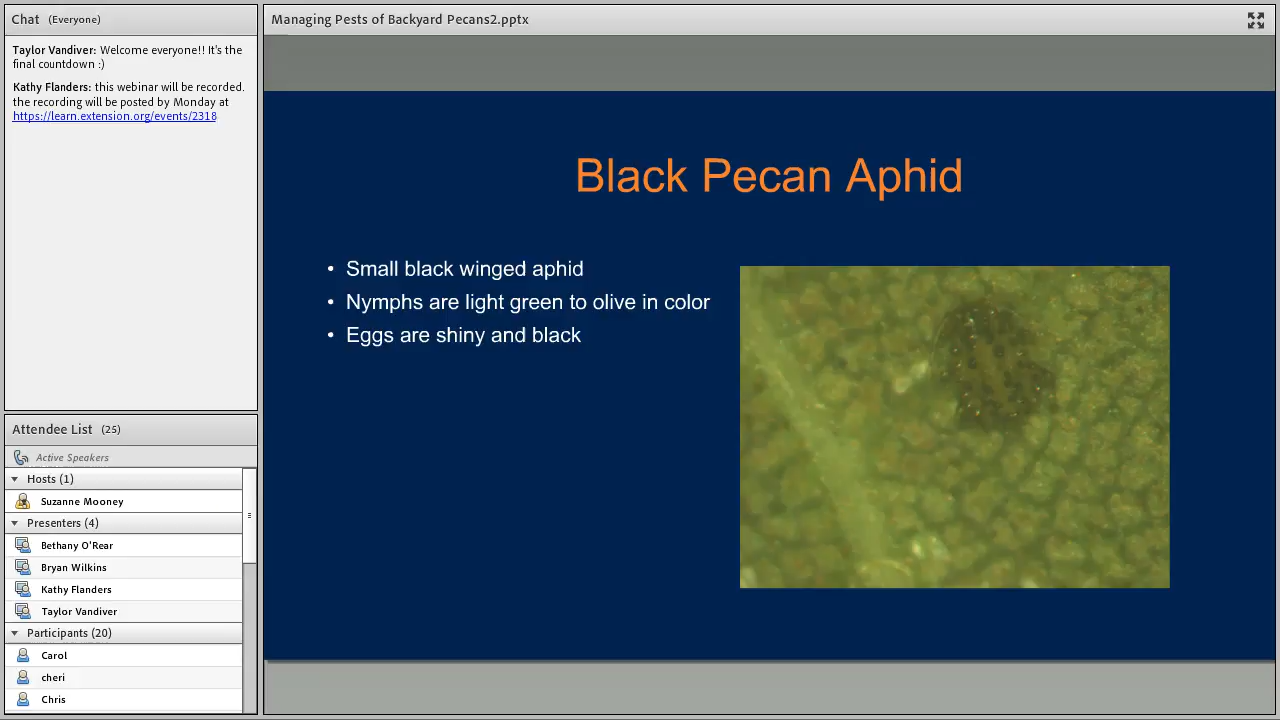 Chat (Everyone)
Taylor Vandiver: Welcome everyone!! It's the
final countdown :)
Kathy Flanders: this webinar will be recorded.
the recording will be posted by Monday at
https://learn.extension.org/events/2318
Attendee List (25)
Active Speakers
Hosts (1)
Suzanne Mooney
Presenters (4)
Bethany O'Rear
Bryan Wilkins
Kathy Flanders
Taylor Vandiver
Participants (20)
Carol
cheri
Chris
Managing Pests of Backyard Pecans2.pptx
Black Pecan Aphid
• Small black winged aphid
• Nymphs are light green to olive in color
• Eggs are shiny and black